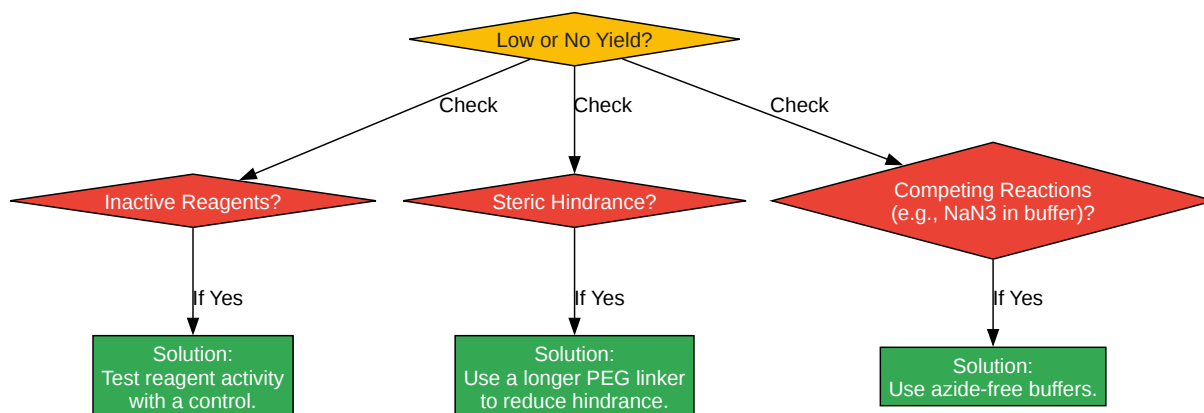 Low or No Yield?
Check
Check
Check
Inactive Reagents?
Steric Hindrance?
Competing Reactions
(e.g., NaN3 in buffer)?
If Yes
If Yes
If Yes
Solution:
Test reagent activity
with a control.
Solution:
Use a longer PEG linker
to reduce hindrance.
Solution:
Use azide-free buffers.